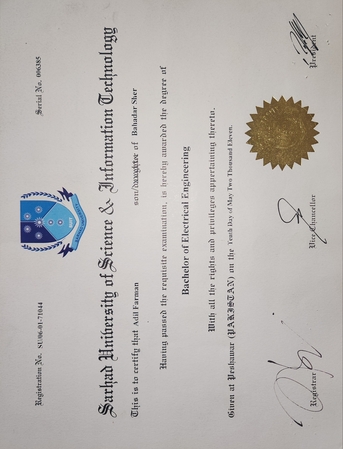 Registration No. SU/06-01-71044
Serial No. 006385
Sarhad University of Science & Information Technology
This is to certify that Adil Farman son/daughter of Bahadar Sher
Having passed the requisite examination, is hereby awarded the degree of
Bachelor of Electrical Engineering
With all the rights and privileges appertaining thereto.
Given at Peshawar (PAKISTAN) on the Tenth Day of May Two Thousand Eleven.
Registrar
Vice Chancellor
President